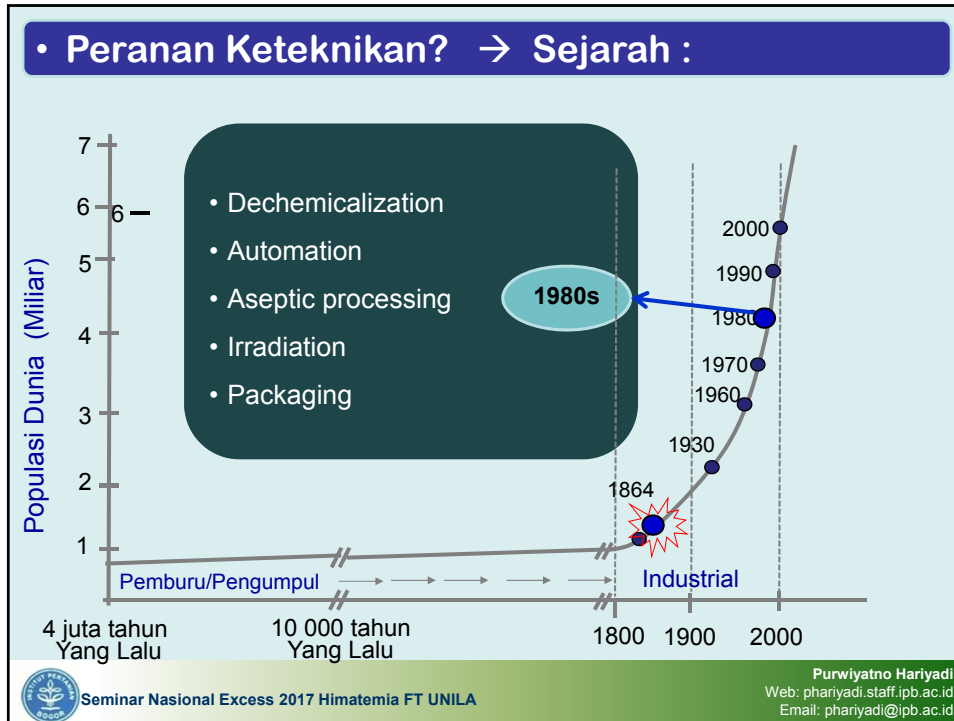 • Peranan Keteknikan? → Sejarah :
Populasi Dunia (Miliar)
7
6
6
5
4
3
2
1
• Dechemicalization
• Automation
• Aseptic processing
• Irradiation
• Packaging
1980s
2000
1990
1980
1970
1960
1930
1864
Pemburu/Pengumpul
Industrial
4 juta tahun
Yang Lalu
10 000 tahun
Yang Lalu
1800
1900
2000
INSTITUT PERTANIAN
BOGOR
Seminar Nasional Excess 2017 Himatemia FT UNILA
Purwiyatno Hariyadi
Web: phariyadi.staff.ipb.ac.id
Email: phariyadi@ipb.ac.id